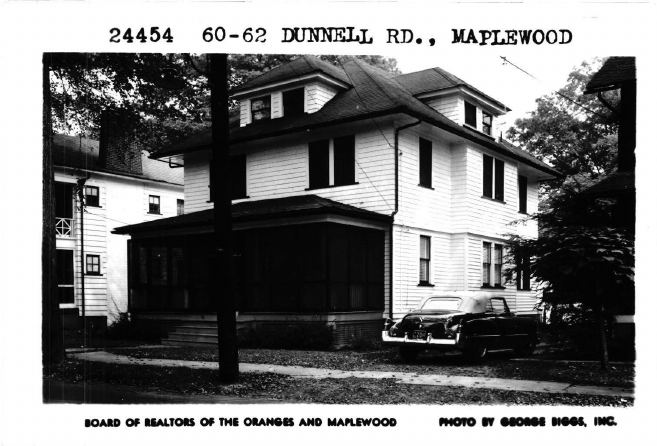 24454 60-62 DUNNELL RD., MAPLEWOOD
BOARD OF REALTORS OF THE ORANGES AND MAPLEWOOD PHOTO BY GEORGE BIGGS, INC.